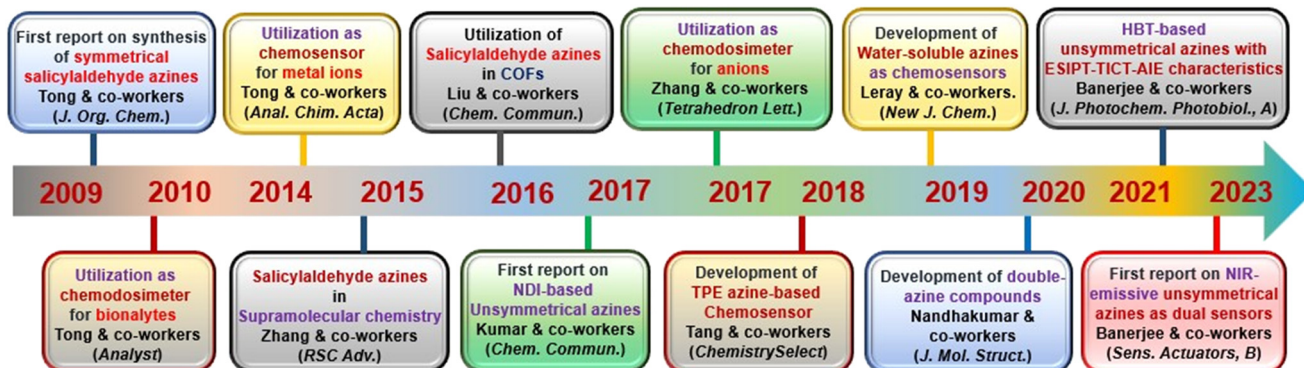 First report on synthesis
of symmetrical
salicylaldehyde azines
Tong & co-workers
(J. Org. Chem.)
Utilization as
chemosensor
for metal ions
Tong & co-workers
(Anal. Chim. Acta)
Utilization of
Salicylaldehyde azines
in COFs
Liu & co-workers
(Chem. Commun.)
Utilization as
chemodosimeter
for anions
Zhang & co-workers
(Tetrahedron Lett.)
Development of
Water-soluble azines
as chemosensors
Leray & co-workers.
(New J. Chem.)
HBT-based
unsymmetrical azines with
ESIPT-TICT-AIE characteristics
Banerjee & co-workers
(J. Photochem. Photobiol., A)
2009 2010 2014 2015 2016 2017 2017 2018 2019 2020 2021 2023
Utilization as
chemodosimeter
for bionalytes
Tong & co-workers
(Analyst)
Salicylaldehyde azines
in
Supramolecular chemistry
Zhang & co-workers
(RSC Adv.)
First report on
NDI-based
Unsymmetrical azines
Kumar & co-workers
(Chem. Commun.)
Development of
TPE azine-based
Chemosensor
Tang & co-workers
(ChemistrySelect)
Development of double-
azine compounds
Nandhakumar &
co-workers
(J. Mol. Struct.)
First report on NIR-
emissive unsymmetrical
azines as dual sensors
Banerjee & co-workers
(Sens. Actuators, B)